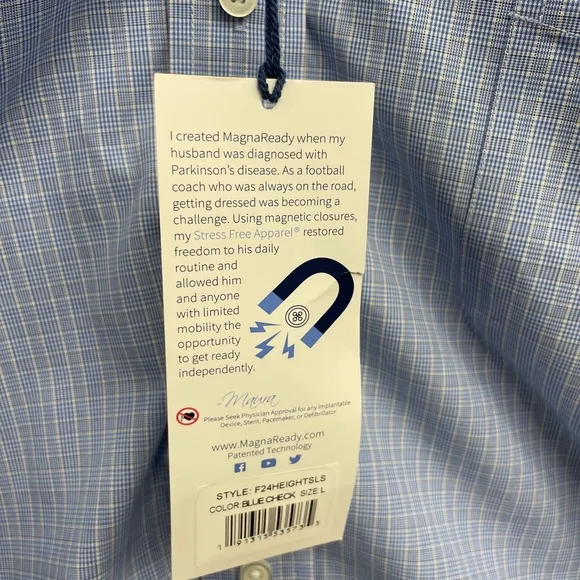 I created MagnaReady when my
husband was diagnosed with
Parkinson's disease. As a football
coach who was always on the road,
getting dressed was becoming a
challenge. Using magnetic closures,
my Stress Free Apparel® restored
freedom to his daily
routine and
allowed him
and anyone
with limited
mobility the
opportunity
to get ready
independently.
-Maura
Please Seek Physician Approval for any Implantable
Device, Stent, Pacemaker, or Defibrillator
www.MagnaReady.com
Patented Technology
STYLE: F24HEIGHTSLS
COLOR:BLUE CHECK SIZE:L